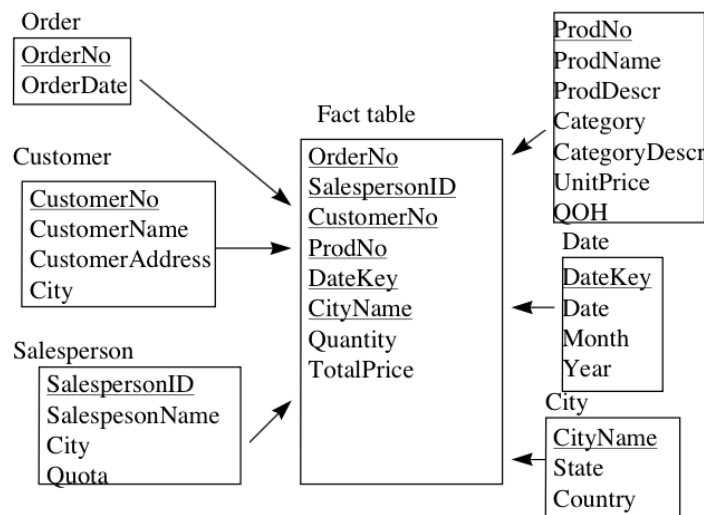 Order
OrderNo
OrderDate
Customer
CustomerNo
CustomerName
CustomerAddress
City
Salesperson
SalespersonID
SalespesonName
City
Quota
Fact table
OrderNo
SalespersonID
CustomerNo
ProdNo
DateKey
CityName
Quantity
TotalPrice
ProdNo
ProdName
ProdDescr
Category
CategoryDescr
UnitPrice
QOH
Date
DateKey
Date
Month
Year
City
CityName
State
Country